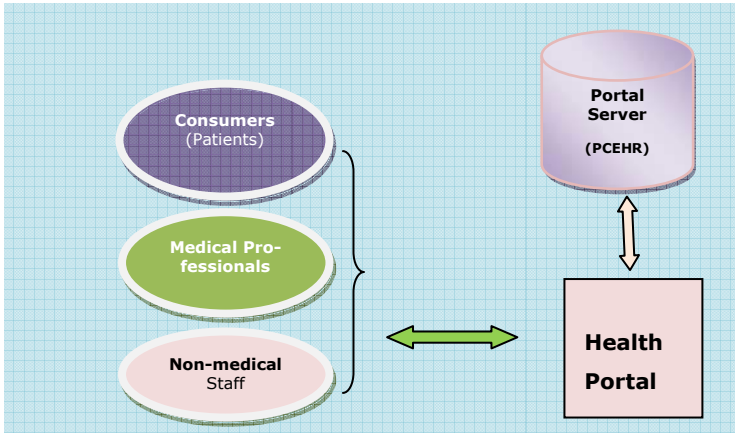 Consumers
(Patients)
Medical Pro-
fessionals
Non-medical
Staff
Portal
Server
(PCEHR)
Health
Portal